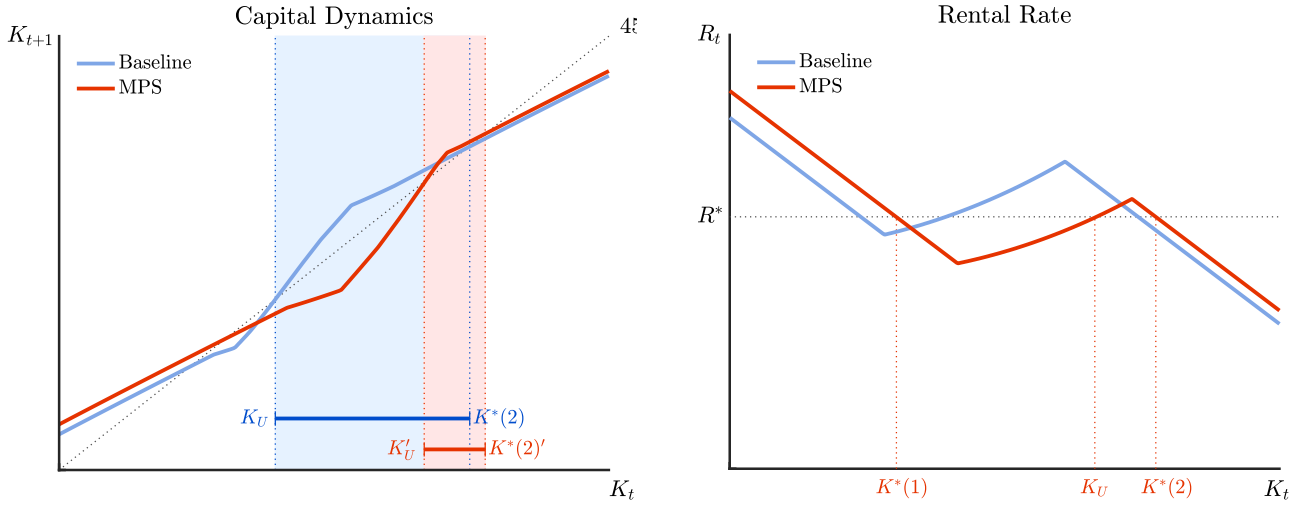 Capital Dynamics
K_{t+1}
45
Baseline
MPS
K_U
K*(2)
K'_U
K*(2)'
K_t
Rental Rate
R_t
Baseline
MPS
R*
K*(1)
K_U
K*(2)
K_t